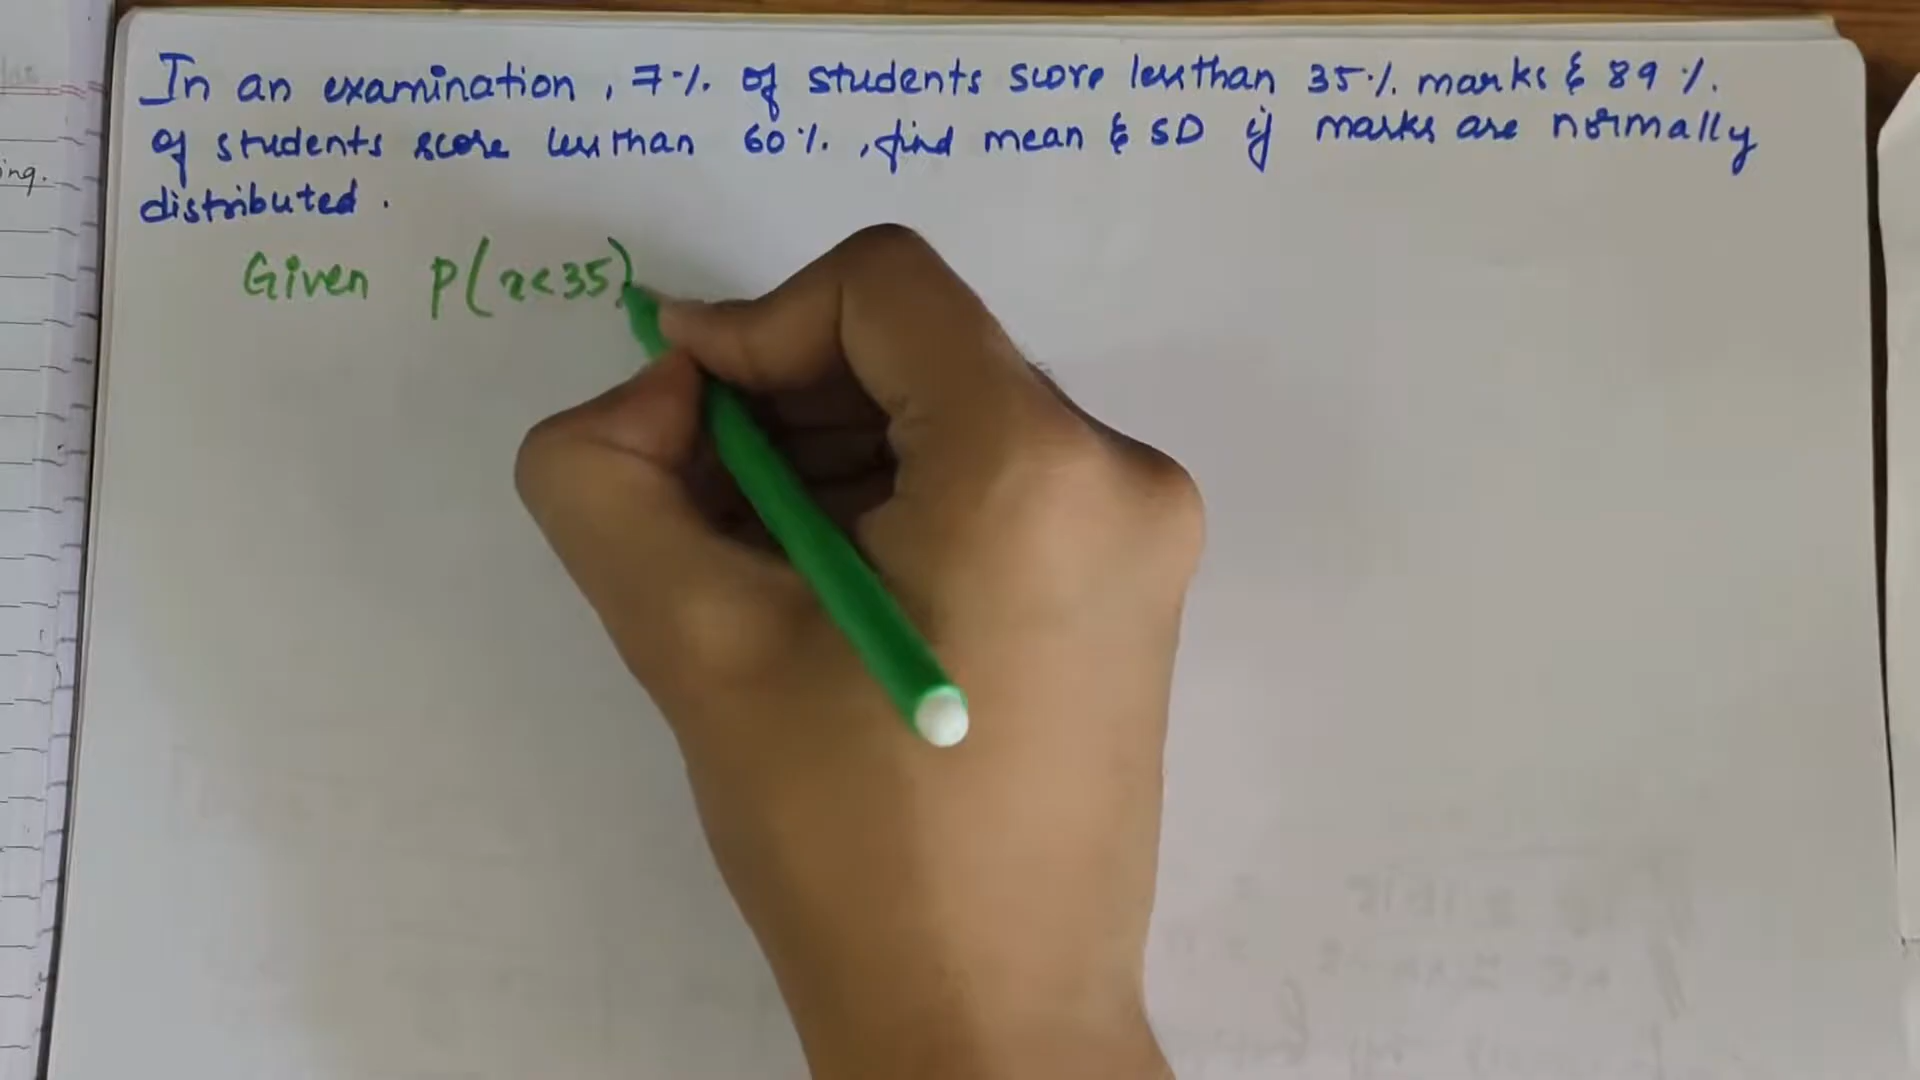 In an examination, 7% of students score less than 35% marks & 89%
of students score less than 60%, find mean & SD if marks are normally
distributed.
Given P(x<35)
ing.